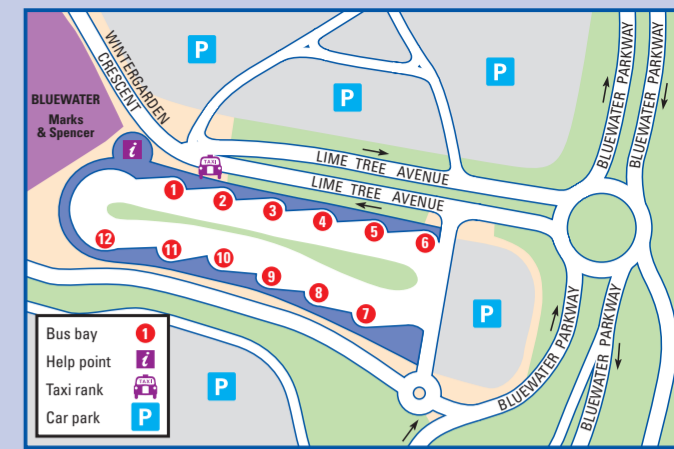 WINTERGARDEN
CRESCENT
BLUEWATER
Marks
& Spencer
i
TAXI
P
P
P
LIME TREE AVENUE
LIME TREE AVENUE
BLUEWATER PARKWAY
BLUEWATER PARKWAY
1
2
3
4
5
6
12
11
10
9
8
7
P
BLUEWATER PARKWAY
BLUEWATER PARKWAY
P
Bus bay 1
Help point i
Taxi rank TAXI
Car park P